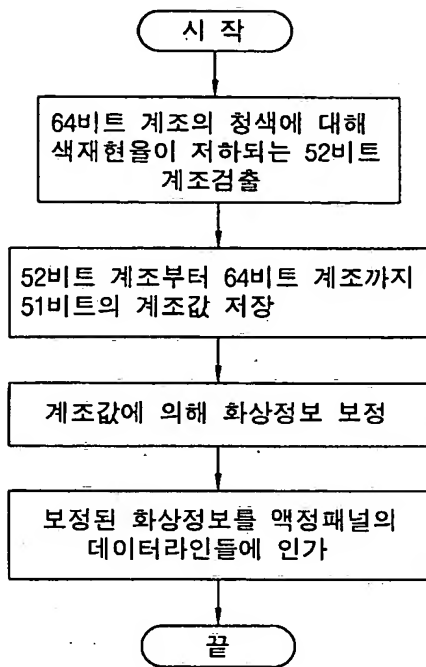 시 작
64비트 계조의 청색에 대해
색재현율이 저하되는 52비트
계조검출
52비트 계조부터 64비트 계조까지
51비트의 계조값 저장
계조값에 의해 화상정보 보정
보정된 화상정보를 액정패널의
데이터라인들에 인가
끝